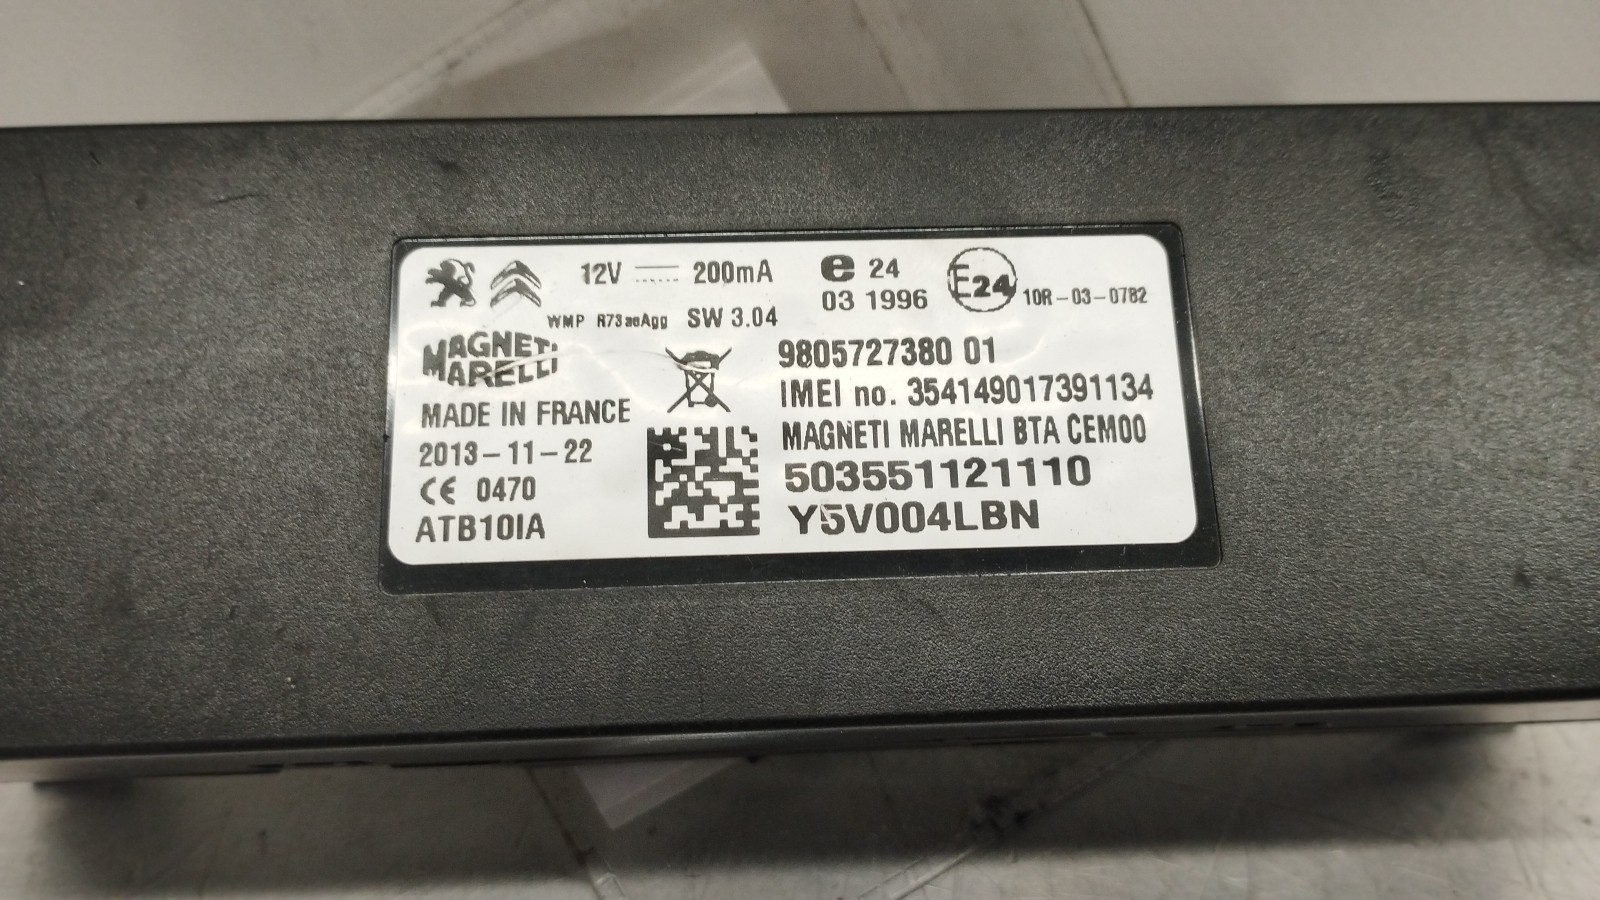 12V 200mA
e 24
03 1996
E24
10R-03-0782
WMP R73aeAgg SW 3.04
MAGNETI
MARELLI
MADE IN FRANCE
2013-11-22
CE 0470
ATB10IA
9805727380 01
IMEI no. 354149017391134
MAGNETI MARELLI BTA CEM00
503551121110
Y5V004LBN